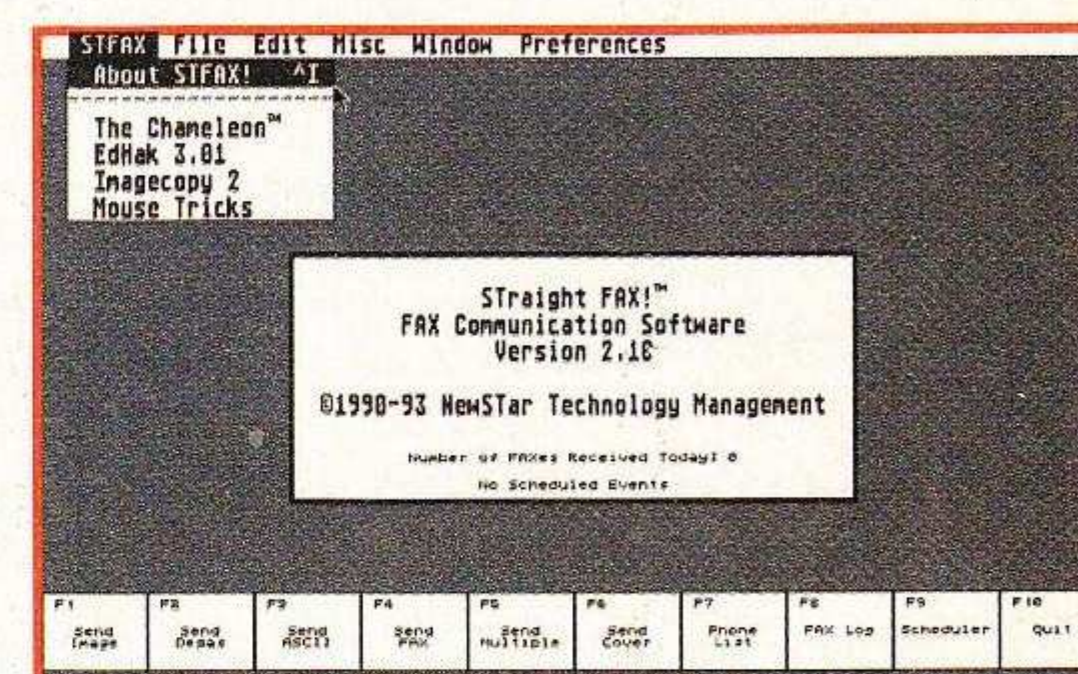 STFAX File Edit Misc Window Preferences
About STFAX! ^I
The Chameleon™
EdHak 3.01
Imagecopy 2
Mouse Tricks
STraight FAX!™
FAX Communication Software
Version 2.10
©1990-93 NewSTar Technology Management
Number of FAXes Received Today: 0
No Scheduled Events
F1 F2 F3 F4 F5 F6 F7 F8 F9 F10
Send Image
Send Degas
Send ASCII
Send FAX
Send Multiple
Send Cover
Phone List
FAX Log
Scheduler
Quit